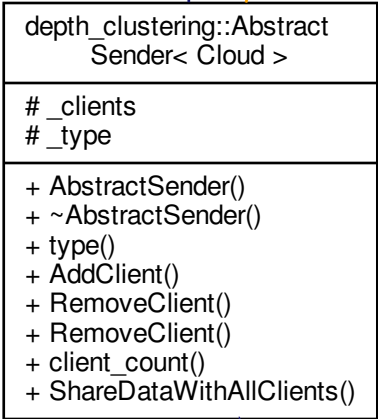 depth_clustering::Abstract
Sender< Cloud >
# _clients
# _type
+ AbstractSender()
+ ~AbstractSender()
+ type()
+ AddClient()
+ RemoveClient()
+ RemoveClient()
+ client_count()
+ ShareDataWithAllClients()